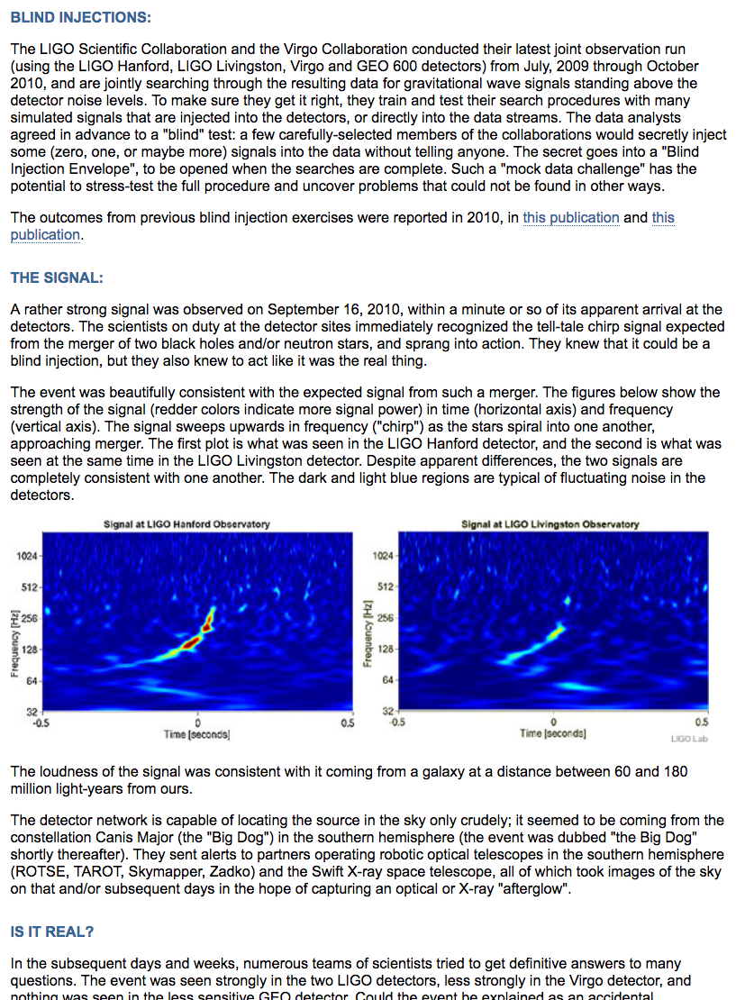 BLIND INJECTIONS:
The LIGO Scientific Collaboration and the Virgo Collaboration conducted their latest joint observation run
(using the LIGO Hanford, LIGO Livingston, Virgo and GEO 600 detectors) from July, 2009 through October
2010, and are jointly searching through the resulting data for gravitational wave signals standing above the
detector noise levels. To make sure they get it right, they train and test their search procedures with many
simulated signals that are injected into the detectors, or directly into the data streams. The data analysts
agreed in advance to a "blind" test: a few carefully-selected members of the collaborations would secretly inject
some (zero, one, or maybe more) signals into the data without telling anyone. The secret goes into a "Blind
Injection Envelope", to be opened when the searches are complete. Such a "mock data challenge" has the
potential to stress-test the full procedure and uncover problems that could not be found in other ways.
The outcomes from previous blind injection exercises were reported in 2010, in this publication and this
publication.
THE SIGNAL:
A rather strong signal was observed on September 16, 2010, within a minute or so of its apparent arrival at the
detectors. The scientists on duty at the detector sites immediately recognized the tell-tale chirp signal expected
from the merger of two black holes and/or neutron stars, and sprang into action. They knew that it could be a
blind injection, but they also knew to act like it was the real thing.
The event was beautifully consistent with the expected signal from such a merger. The figures below show the
strength of the signal (redder colors indicate more signal power) in time (horizontal axis) and frequency
(vertical axis). The signal sweeps upwards in frequency ("chirp") as the stars spiral into one another,
approaching merger. The first plot is what was seen in the LIGO Hanford detector, and the second is what was
seen at the same time in the LIGO Livingston detector. Despite apparent differences, the two signals are
completely consistent with one another. The dark and light blue regions are typical of fluctuating noise in the
detectors.
Signal at LIGO Hanford Observatory
1024
512
256
128
64
32
Frequency [Hz]
-0.5 0 0.5
Time [seconds]
Signal at LIGO Livingston Observatory
1024
512
256
128
64
32
Frequency [Hz]
-0.5 0 0.5
Time [seconds]
LIGO Lab
The loudness of the signal was consistent with it coming from a galaxy at a distance between 60 and 180
million light-years from ours.
The detector network is capable of locating the source in the sky only crudely; it seemed to be coming from the
constellation Canis Major (the "Big Dog") in the southern hemisphere (the event was dubbed "the Big Dog"
shortly thereafter). They sent alerts to partners operating robotic optical telescopes in the southern hemisphere
(ROTSE, TAROT, Skymapper, Zadko) and the Swift X-ray space telescope, all of which took images of the sky
on that and/or subsequent days in the hope of capturing an optical or X-ray "afterglow".
IS IT REAL?
In the subsequent days and weeks, numerous teams of scientists tried to get definitive answers to many
questions. The event was seen strongly in the two LIGO detectors, less strongly in the Virgo detector, and
nothing was seen in the less sensitive GEO detector. Could the event be explained as an accidental